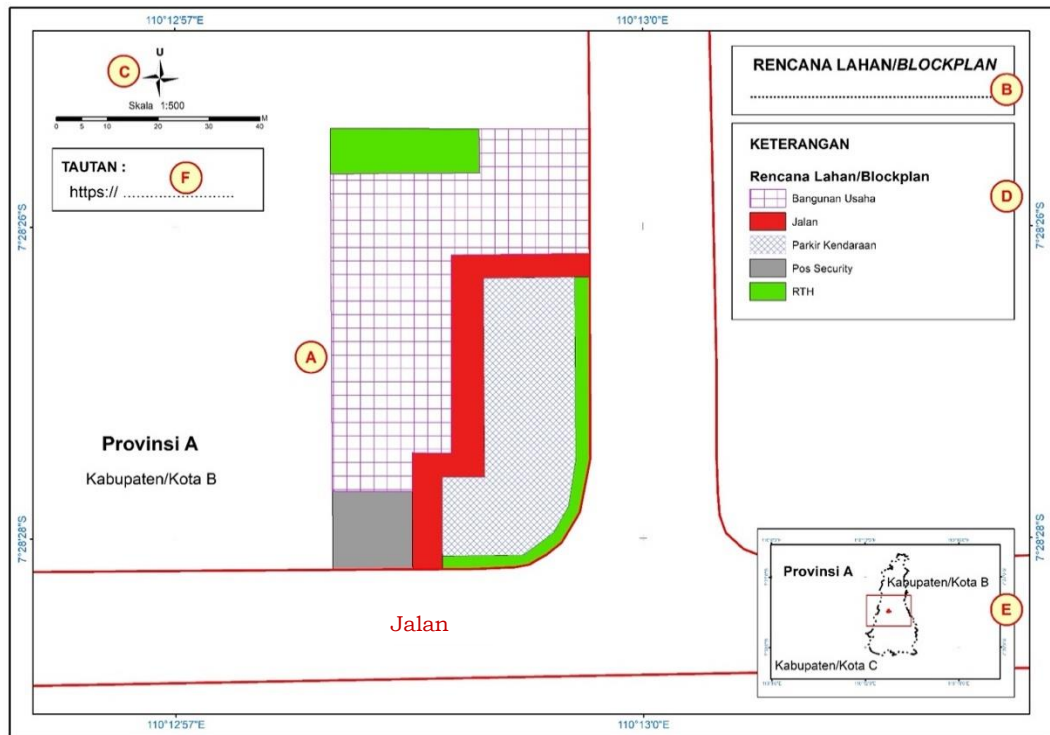 110°12'57"E
110°13'0"E
U
C
Skala 1:500
0 5 10 20 30 40
M
TAUTAN :
https:// ........................
F
RENCANA LAHAN/BLOCKPLAN
B
KETERANGAN
Rencana Lahan/Blockplan
Bangunan Usaha
Jalan
Parkir Kendaraan
Pos Security
RTH
D
7°28'26"S
7°28'26"S
A
Provinsi A
Kabupaten/Kota B
7°28'28"S
7°28'28"S
Jalan
Provinsi A
Kabupaten/Kota B
E
Kabupaten/Kota C
110°12'57"E
110°13'0"E